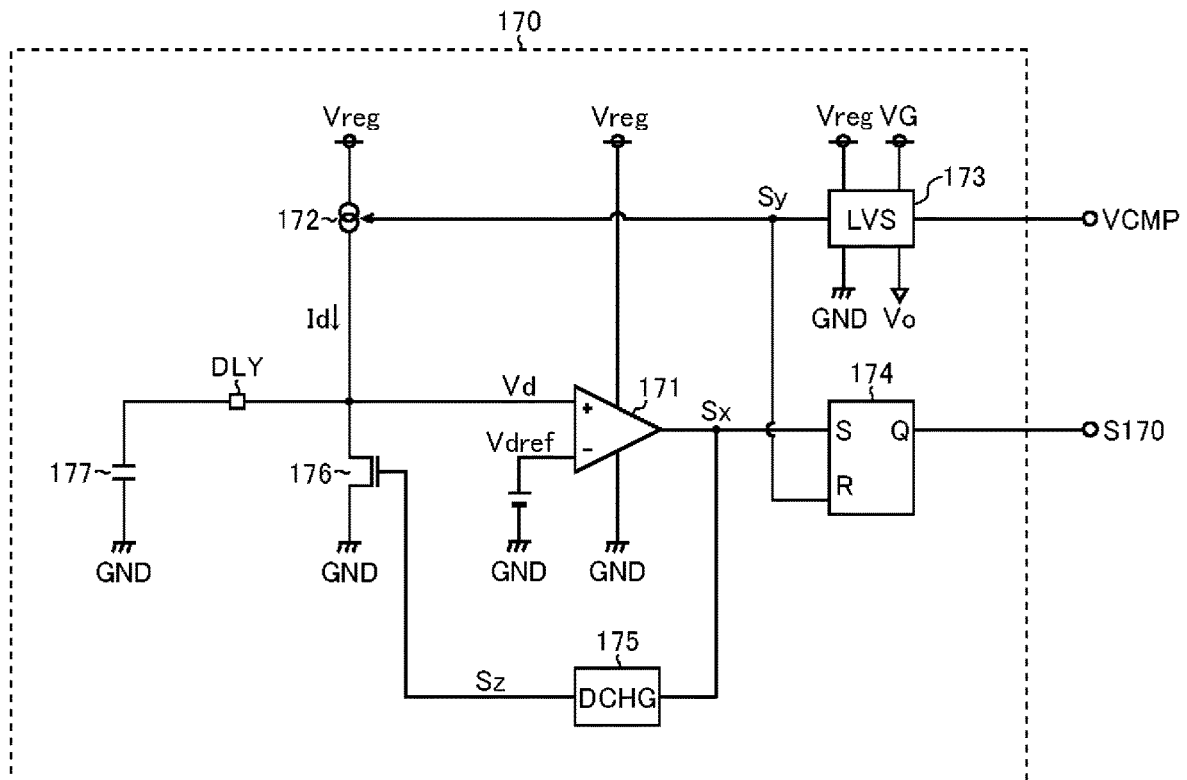 170
Vreg
Vreg
Vreg
VG
172
Sy
LVS
173
VCMP
Id↓
GND
Vo
DLY
Vd
171
Sx
174
S
Q
S170
Vdref
+
-
R
177
176
GND
GND
GND
GND
175
Sz
DCHG